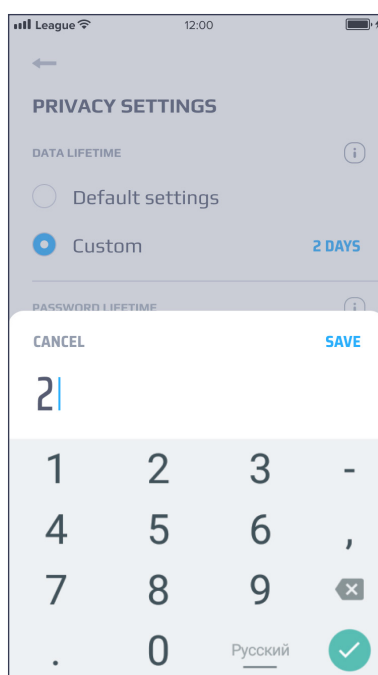 League 12:00
PRIVACY SETTINGS
DATA LIFETIME i
Default settings
Custom 2 DAYS
PASSWORD LIFETIME i
CANCEL SAVE
2
1 2 3 -
4 5 6 ,
7 8 9
. 0 Русский